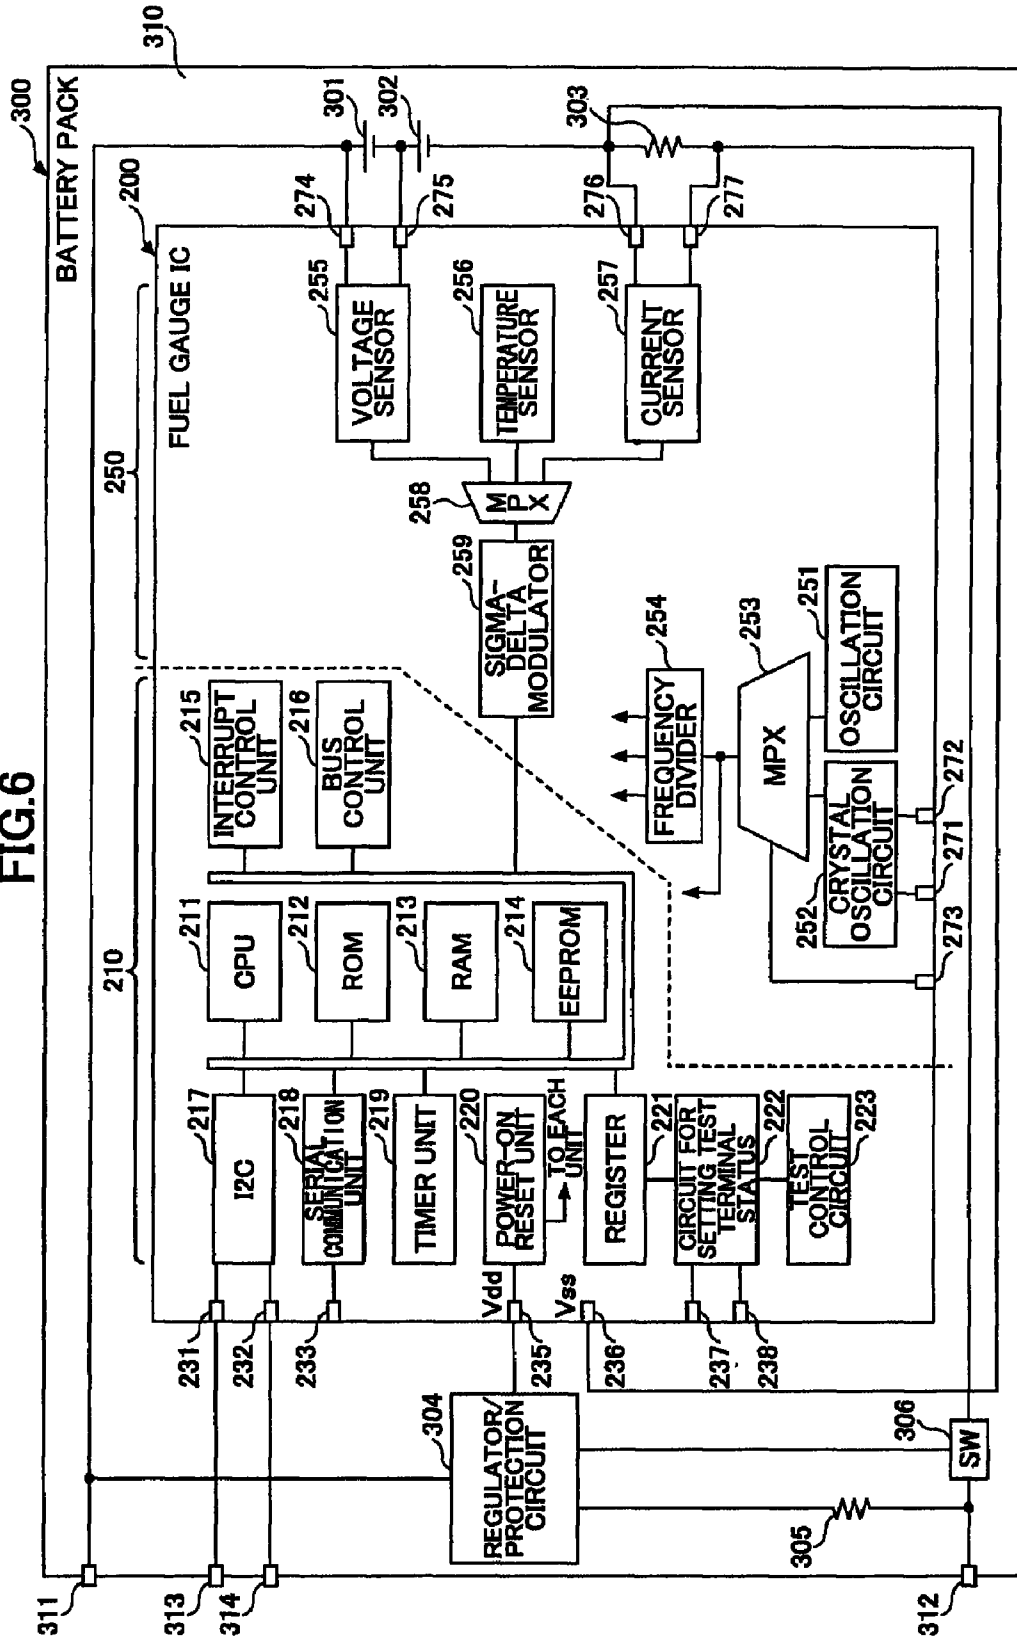 FIG.6
300
BATTERY PACK
310
200
FUEL GAUGE IC
210
250
311
313
314
312
231
232
233
Vdd
235
Vss
236
237
238
304
REGULATOR/
PROTECTION
CIRCUIT
305
306
SW
217
I2C
218
SERIAL
COMMUNICATION
UNIT
219
TIMER UNIT
220
POWER-ON
RESET UNIT
TO EACH
UNIT
221
REGISTER
222
CIRCUIT FOR
SETTING TEST
TERMINAL
STATUS
223
TEST
CONTROL
CIRCUIT
211
CPU
212
ROM
213
RAM
214
EEPROM
215
INTERRUPT
CONTROL
UNIT
216
BUS
CONTROL
UNIT
259
SIGMA-
DELTA
MODULATOR
258
M
P
X
255
VOLTAGE
SENSOR
256
TEMPERATURE
SENSOR
257
CURRENT
SENSOR
254
FREQUENCY
DIVIDER
253
MPX
252
CRYSTAL
OSCILLATION
CIRCUIT
251
OSCILLATION
CIRCUIT
273
271
272
274
275
276
277
301
302
303